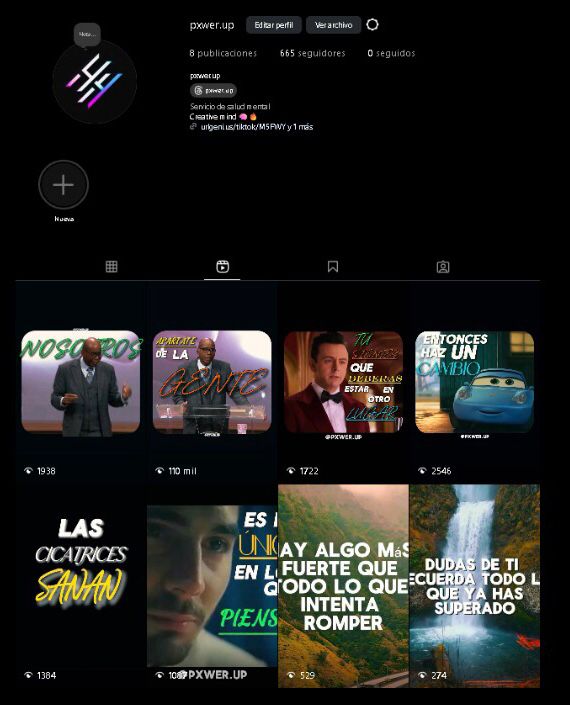 Nota...
pxwer.up
Editar perfil
Ver archivo
8 publicaciones
665 seguidores
0 seguidos
pxwer.up
pxwer.up
Servicio de salud mental
Creative mind 🧠🔥
urlgeni.us/tiktok/M5FWY y 1 más
Nueva
NOSOTROS
1938
APARTATE
DE LA
GENTE
110 mil
TU
QUE
DEBERÁS
ESTAR EN
OTRO
LUGAR
@PXWER.UP
1722
ENTONCES
HAZ UN
CAMBIO
@PXWER.UP
2546
LAS
CICATRICES
SANAN
1384
ES
EN
PIENS
@PXWER.UP
AY ALGO Más
FUERTE QUE
TODO LO QUE
INTENTA
ROMPER
529
DUDAS DE TI
ECUERDA TODO L
QUE YA HAS
SUPERADO
274